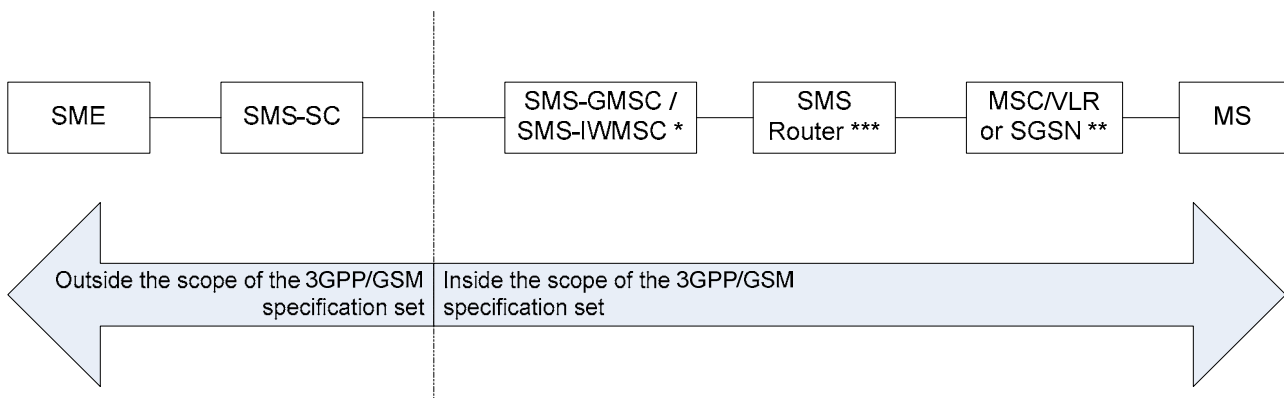 SME
SMS-SC
SMS-GMSC /
SMS-IWMSC *
SMS
Router ***
MSC/VLR
or SGSN **
MS
Outside the scope of the 3GPP/GSM
specification set
Inside the scope of the 3GPP/GSM
specification set